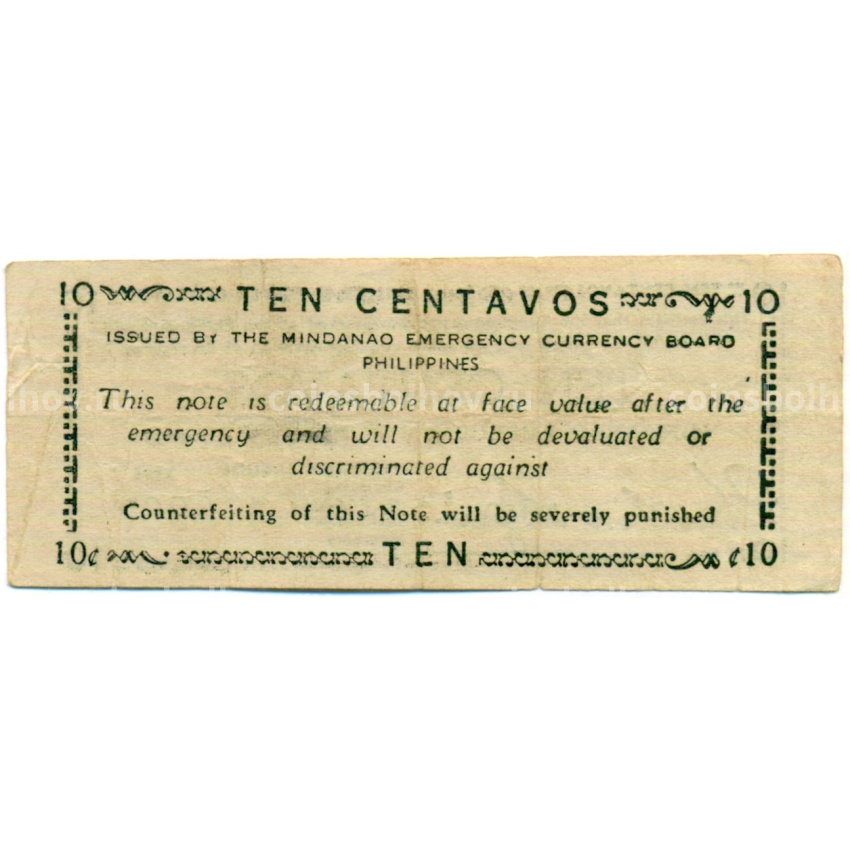 10 TEN CENTAVOS 10
ISSUED BY THE MINDANAO EMERGENCY CURRENCY BOARD
PHILIPPINES
This note is redeemable at face value after the
emergency and will not be devaluated or
discriminated against
Counterfeiting of this Note will be severely punished
10¢ TEN ¢10